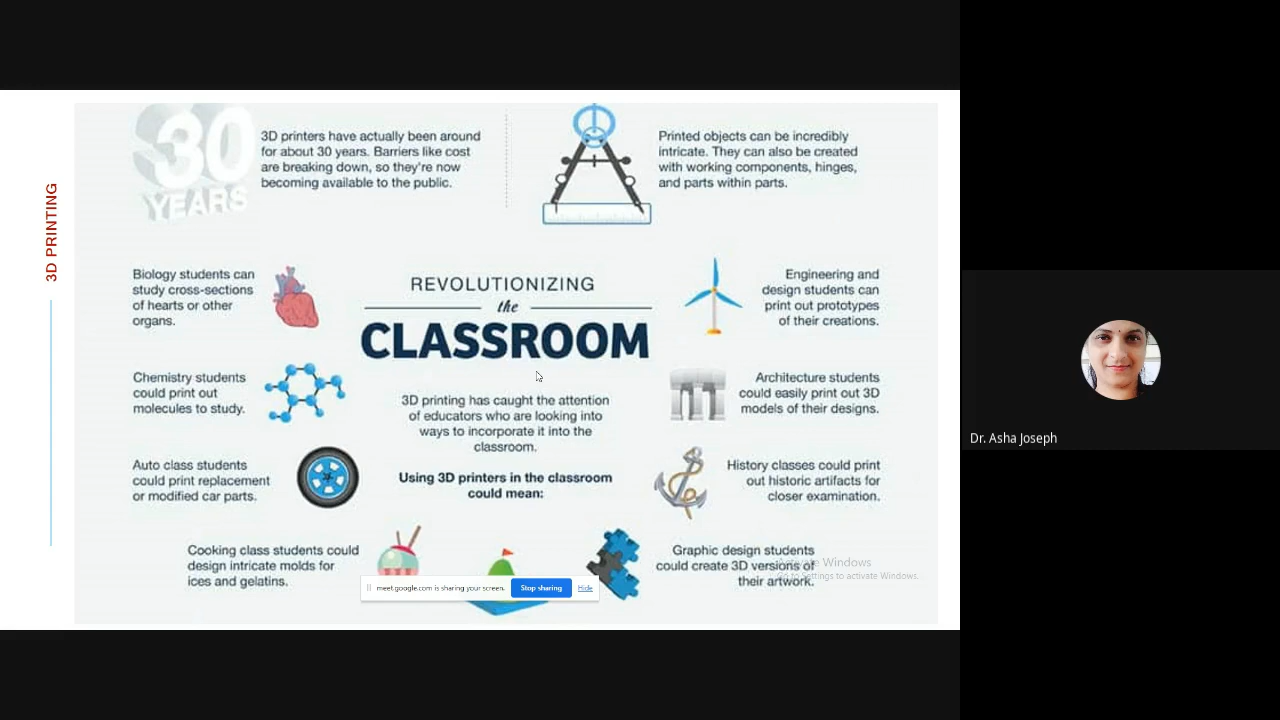 3D PRINTING
30
YEARS
3D printers have actually been around
for about 30 years. Barriers like cost
are breaking down, so they're now
becoming available to the public.
Printed objects can be incredibly
intricate. They can also be created
with working components, hinges,
and parts within parts.
REVOLUTIONIZING
the
CLASSROOM
3D printing has caught the attention
of educators who are looking into
ways to incorporate it into the
classroom.
Using 3D printers in the classroom
could mean:
Biology students can
study cross-sections
of hearts or other
organs.
Chemistry students
could print out
molecules to study.
Auto class students
could print replacement
or modified car parts.
Cooking class students could
design intricate molds for
ices and gelatins.
Engineering and
design students can
print out prototypes
of their creations.
Architecture students
could easily print out 3D
models of their designs.
History classes could print
out historic artifacts for
closer examination.
Graphic design students
could create 3D versions of
their artwork.
Activate Windows
Go to Settings to activate Windows.
meet.google.com is sharing your screen.
Stop sharing
Hide
Dr. Asha Joseph